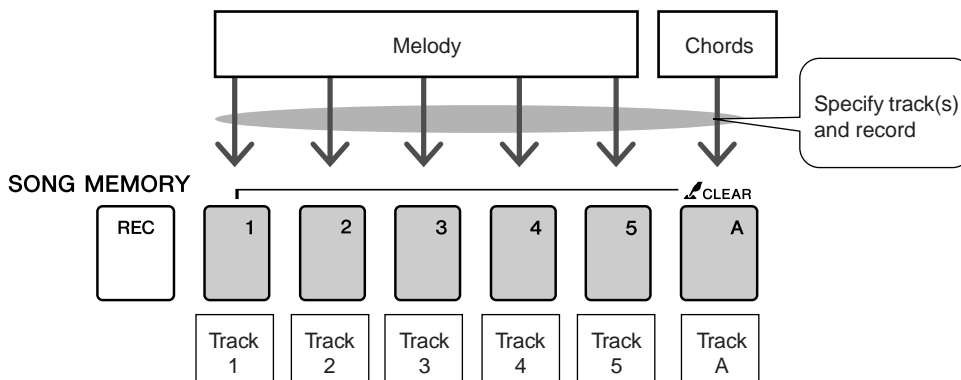 Melody
Chords
Specify track(s)
and record
SONG MEMORY
CLEAR
REC
1
2
3
4
5
A
Track
1
Track
2
Track
3
Track
4
Track
5
Track
A